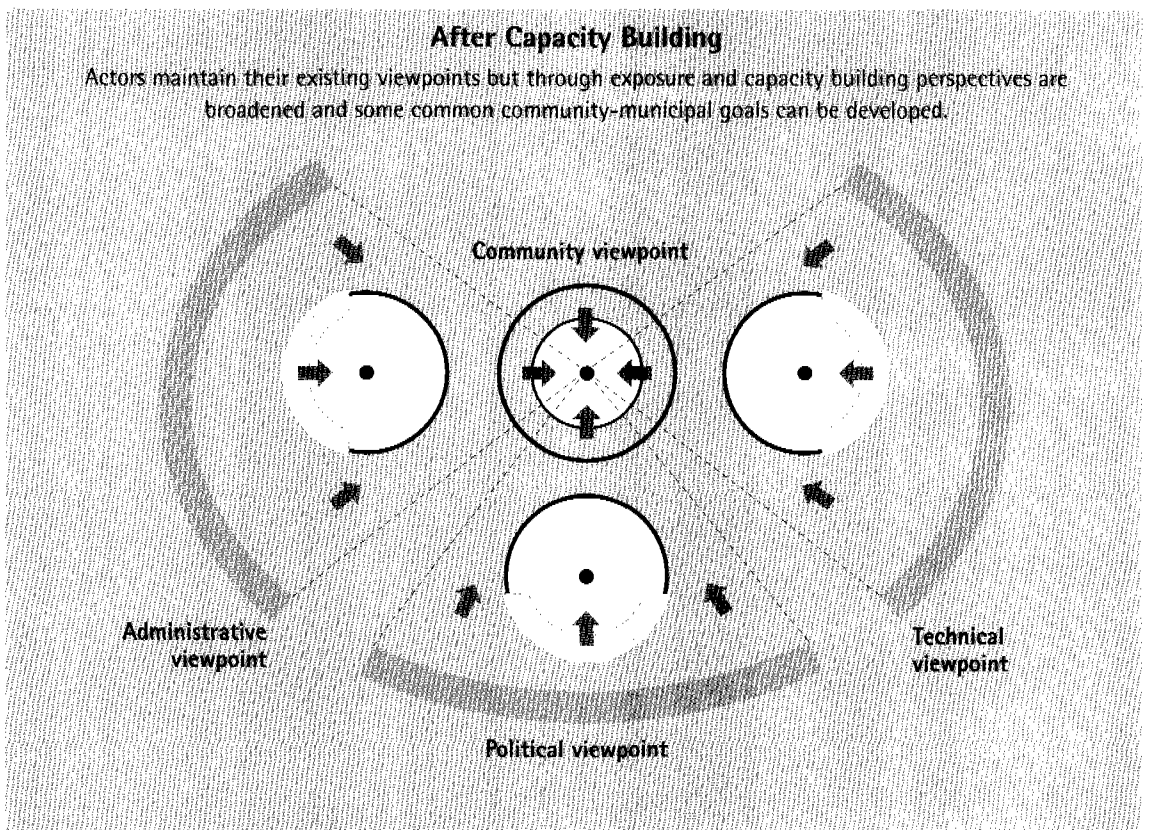 After Capacity Building
Actors maintain their existing viewpoints but through exposure and capacity building perspectives are
broadened and some common community-municipal goals can be developed.
Community viewpoint
Administrative
viewpoint
Technical
viewpoint
Political viewpoint